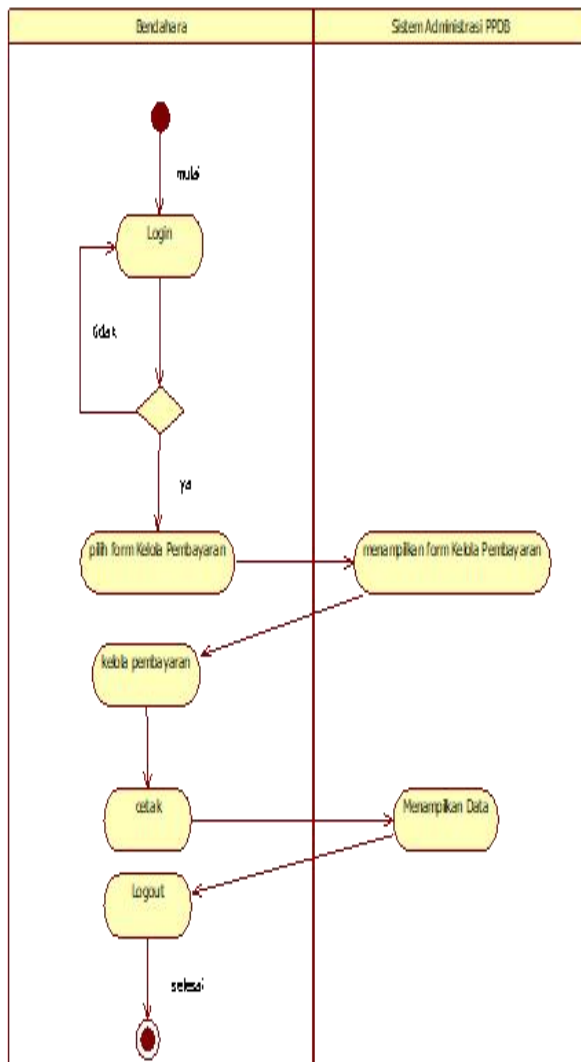 Bendahara
Sistem Administrasi PPDB
mulai
Login
tidak
ya
pilih form Kelola Pembayaran
menampilkan form Kelola Pembayaran
kelola pembayaran
cetak
Menampilkan Data
Logout
selesai